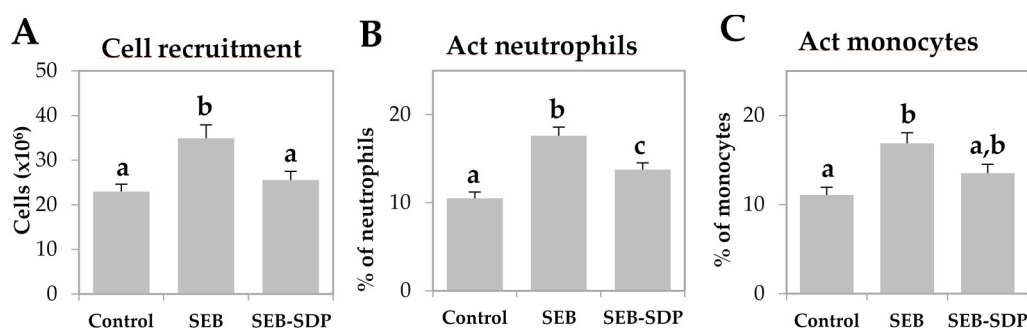 A
Cell recruitment
Cells (x10⁶)
50
40
30
20
10
0
a
b
a
Control SEB SEB-SDP
B
Act neutrophils
% of neutrophils
20
10
0
a
b
c
Control SEB SEB-SDP
C
Act monocytes
% of monocytes
20
10
0
a
b
a,b
Control SEB SEB-SDP